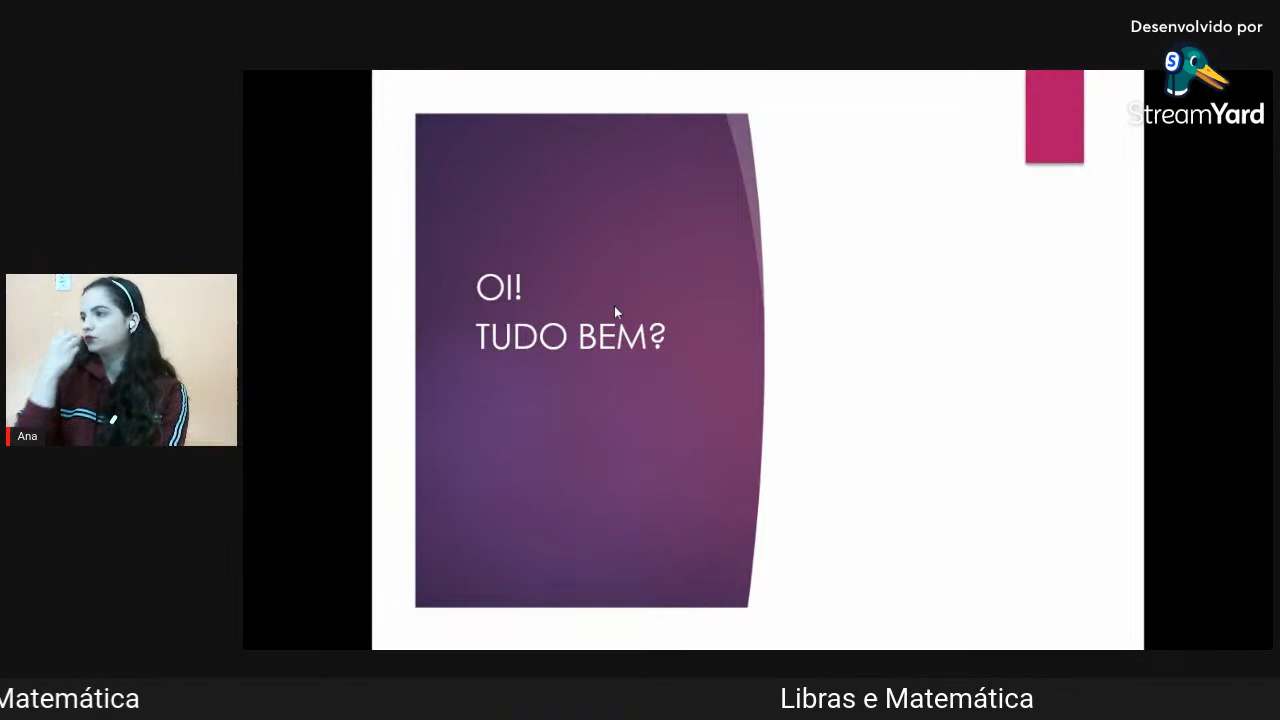 Desenvolvido por
StreamYard
OI!
TUDO BEM?
Ana
Matemática
Libras e Matemática